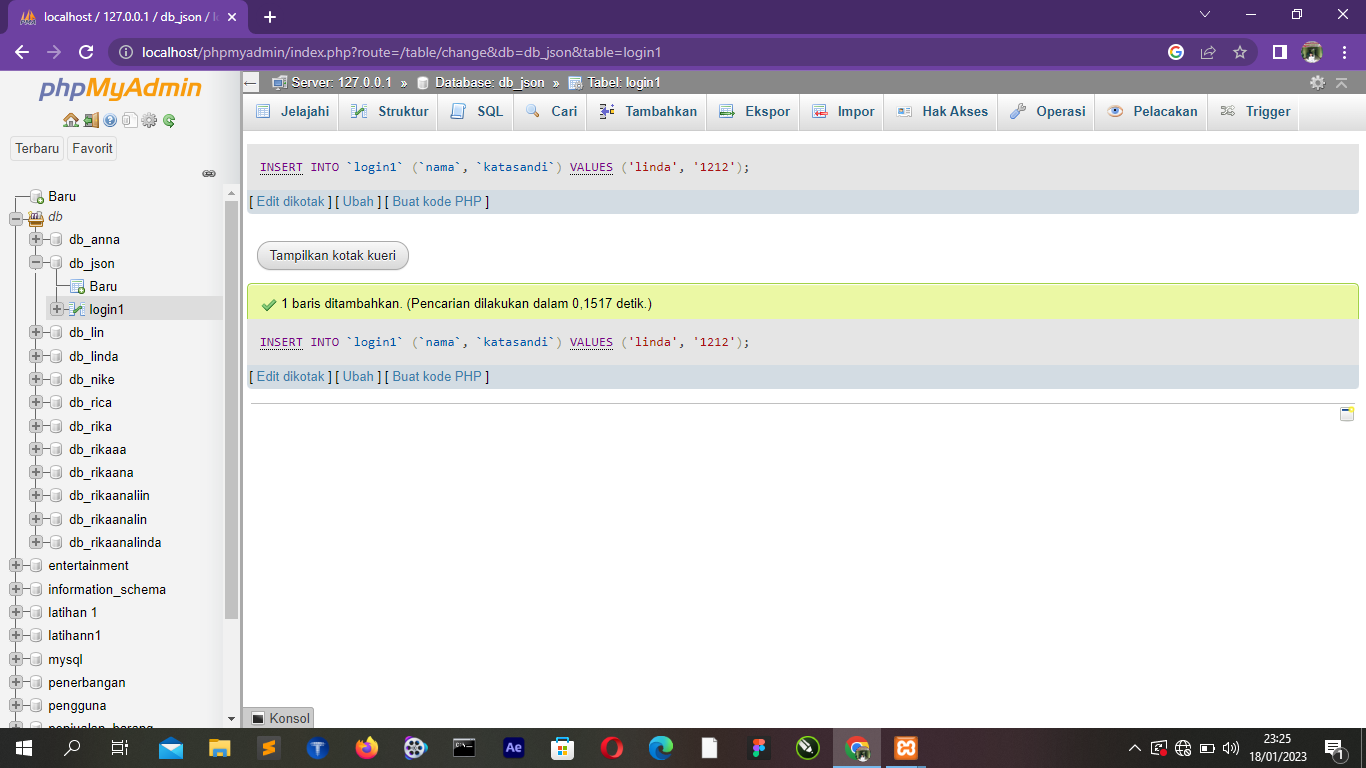 localhost / 127.0.0.1 / db_json / l
localhost/phpmyadmin/index.php?route=/table/change&db=db_json&table=login1
phpMyAdmin
Terbaru Favorit
Baru
db
db_anna
db_json
Baru
login1
db_lin
db_linda
db_nike
db_rica
db_rika
db_rikaaa
db_rikaana
db_rikaanaliin
db_rikaanalin
db_rikaanalinda
entertainment
information_schema
latihan 1
latihann1
mysql
penerbangan
pengguna
Server: 127.0.0.1 » Database: db_json » Tabel: login1
Jelajahi Struktur SQL Cari Tambahkan Ekspor Impor Hak Akses Operasi Pelacakan Trigger
INSERT INTO `login1` (`nama`, `katasandi`) VALUES ('linda', '1212');
[ Edit dikotak ] [ Ubah ] [ Buat kode PHP ]
Tampilkan kotak kueri
1 baris ditambahkan. (Pencarian dilakukan dalam 0,1517 detik.)
INSERT INTO `login1` (`nama`, `katasandi`) VALUES ('linda', '1212');
[ Edit dikotak ] [ Ubah ] [ Buat kode PHP ]
Konsol
Ae
23:25
18/01/2023
1